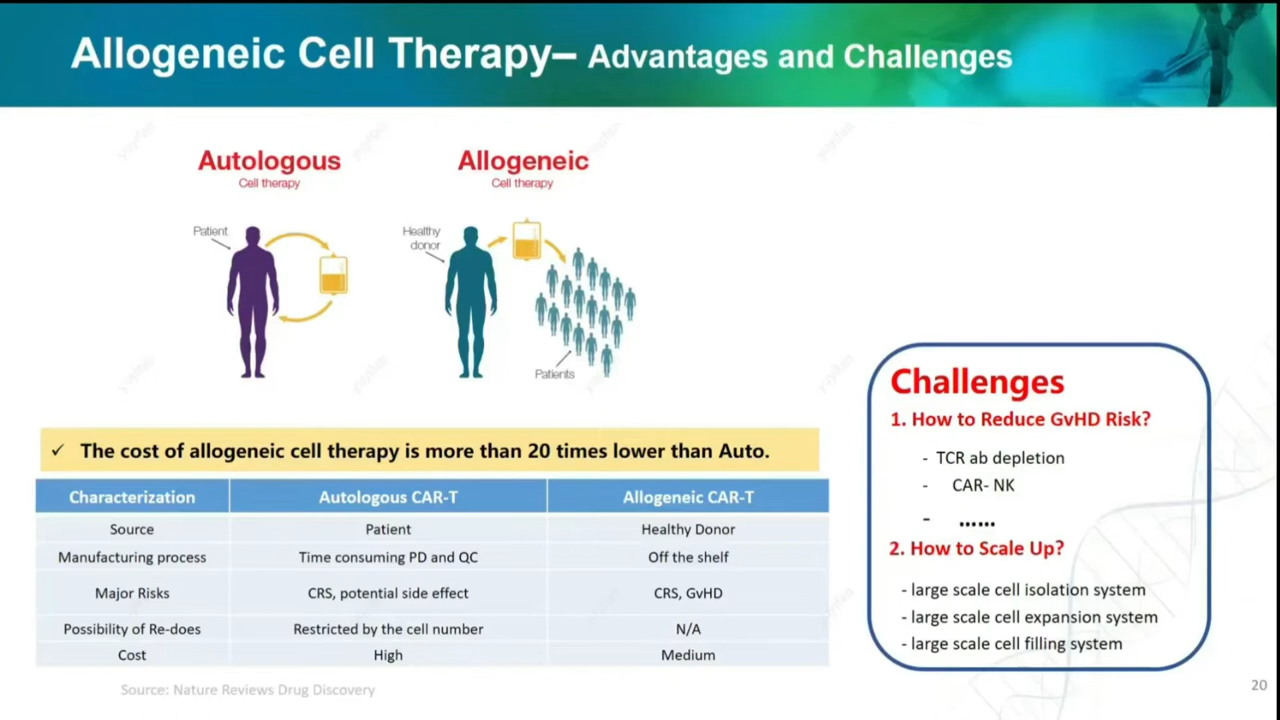 Allogeneic Cell Therapy– Advantages and Challenges
Autologous
Cell therapy
Patient
Allogeneic
Cell therapy
Healthy
donor
Patients
✓ The cost of allogeneic cell therapy is more than 20 times lower than Auto.
Characterization Autologous CAR-T Allogeneic CAR-T
Source Patient Healthy Donor
Manufacturing process Time consuming PD and QC Off the shelf
Major Risks CRS, potential side effect CRS, GvHD
Possibility of Re-does Restricted by the cell number N/A
Cost High Medium
Source: Nature Reviews Drug Discovery
Challenges
1. How to Reduce GvHD Risk?
- TCR ab depletion
- CAR- NK
- ……
2. How to Scale Up?
- large scale cell isolation system
- large scale cell expansion system
- large scale cell filling system
20